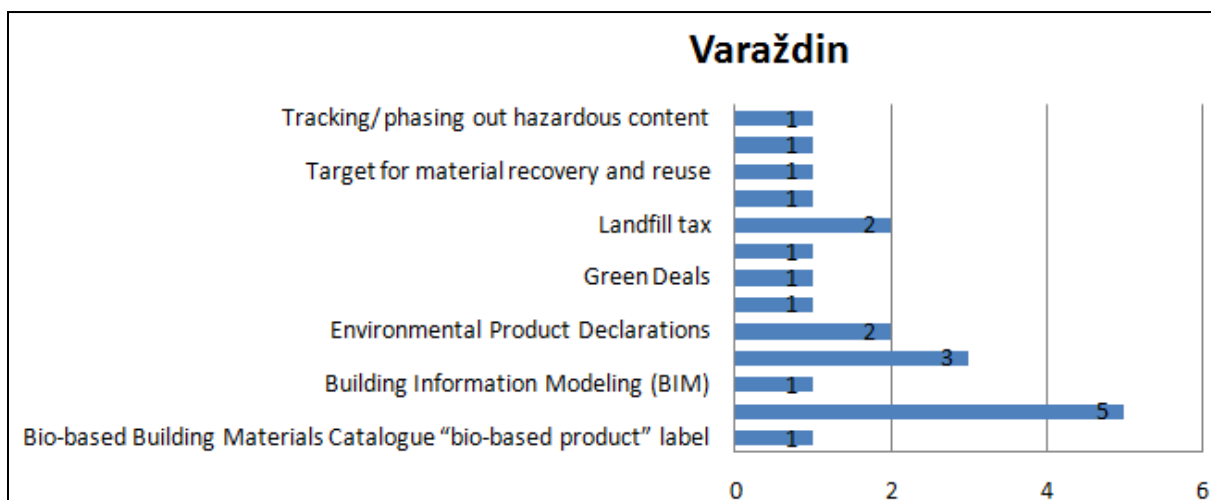 Varaždin
Tracking/ phasing out hazardous content 1
1
Target for material recovery and reuse 1
1
Landfill tax 2
1
Green Deals 1
1
Environmental Product Declarations 2
3
Building Information Modeling (BIM) 1
5
Bio-based Building Materials Catalogue “bio-based product” label 1
0 2 4 6